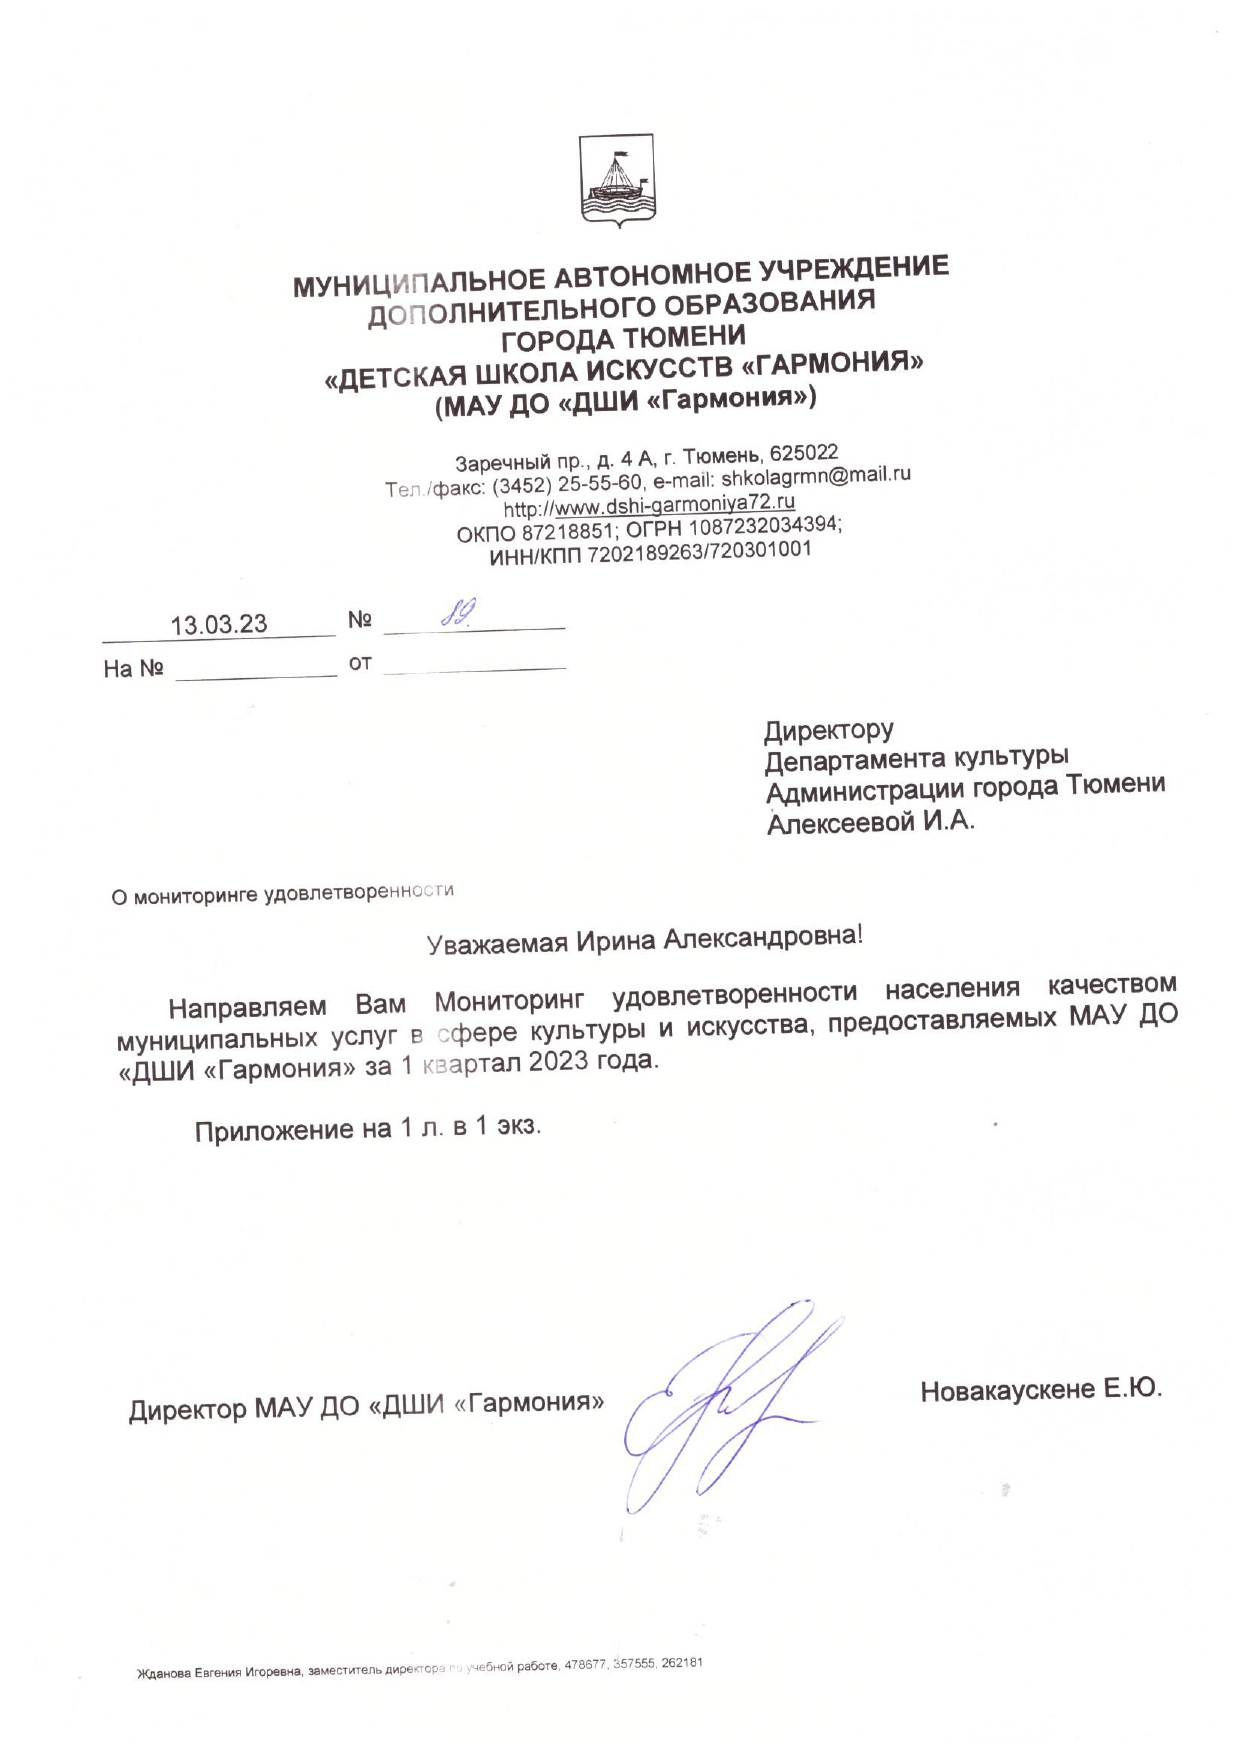 МУНИЦИПАЛЬНОЕ АВТОНОМНОЕ УЧРЕЖДЕНИЕ
ДОПОЛНИТЕЛЬНОГО ОБРАЗОВАНИЯ
ГОРОДА ТЮМЕНИ
«ДЕТСКАЯ ШКОЛА ИСКУССТВ «ГАРМОНИЯ»
(МАУ ДО «ДШИ «Гармония»)
Заречный пр., д. 4 А, г. Тюмень, 625022
Тел./факс: (3452) 25-55-60, e-mail: shkolagrmn@mail.ru
http://www.dshi-garmoniya72.ru
ОКПО 87218851; ОГРН 1087232034394;
ИНН/КПП 7202189263/720301001
13.03.23 № 89
На № от
Директору
Департамента культуры
Администрации города Тюмени
Алексеевой И.А.
О мониторинге удовлетворенности
Уважаемая Ирина Александровна!
Направляем Вам Мониторинг удовлетворенности населения качеством
муниципальных услуг в сфере культуры и искусства, предоставляемых МАУ ДО
«ДШИ «Гармония» за 1 квартал 2023 года.
Приложение на 1 л. в 1 экз.
Директор МАУ ДО «ДШИ «Гармония» Новакаускене Е.Ю.
Жданова Евгения Игоревна, заместитель директора по учебной работе, 478677, 357555, 262181